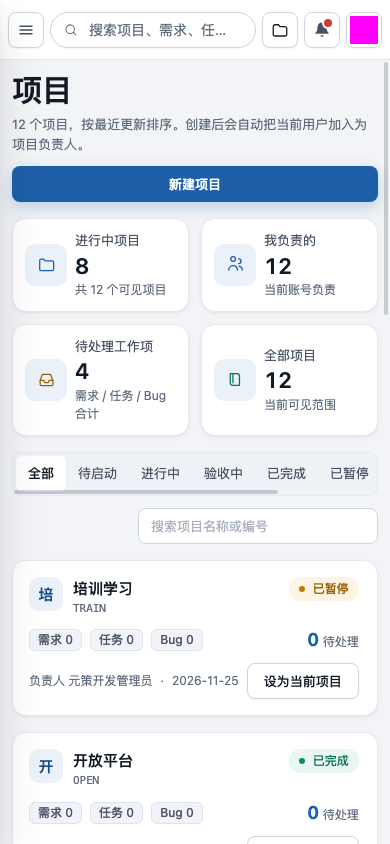 搜索项目、需求、任...
项目
12 个项目，按最近更新排序。创建后会自动把当前用户加入为
项目负责人。
新建项目
进行中项目
8
共 12 个可见项目
我负责的
12
当前账号负责
待处理工作项
4
需求 / 任务 / Bug
合计
全部项目
12
当前可见范围
全部 待启动 进行中 验收中 已完成 已暂停
搜索项目名称或编号
培 培训学习 已暂停
TRAIN
需求 0 任务 0 Bug 0 0 待处理
负责人 元策开发管理员 · 2026-11-25 设为当前项目
开 开放平台 已完成
OPEN
需求 0 任务 0 Bug 0 0 待处理